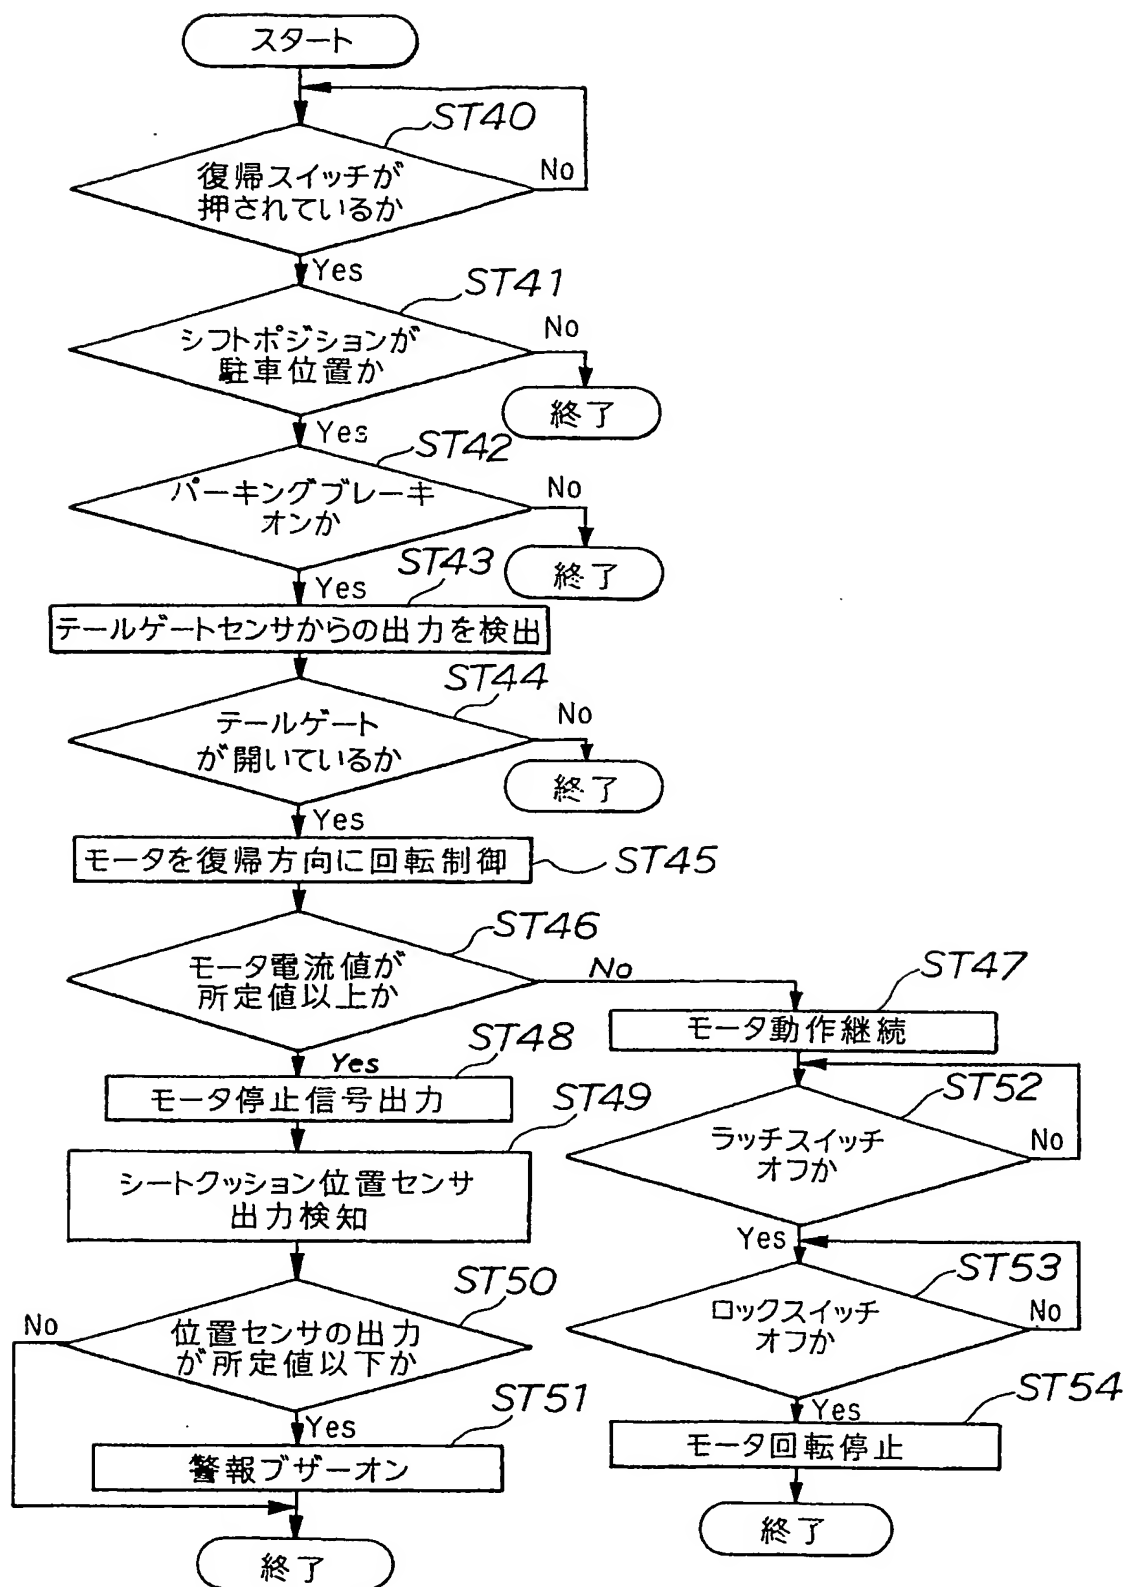 スタート
ST40
復帰スイッチが
押されているか
No
Yes
ST41
シフトポジションが
駐車位置か
No
終了
Yes
ST42
パーキングブレーキ
オンか
No
終了
Yes
ST43
テールゲートセンサからの出力を検出
ST44
テールゲート
が開いているか
No
終了
Yes
モータを復帰方向に回転制御
ST45
ST46
モータ電流値が
所定値以上か
No
ST47
モータ動作継続
Yes
ST48
モータ停止信号出力
ST49
シートクッション位置センサ
出力検知
ST50
位置センサの出力
が所定値以下か
No
Yes
ST51
警報ブザーオン
終了
ST52
ラッチスイッチ
オフか
No
Yes
ST53
ロックスイッチ
オフか
No
Yes
ST54
モータ回転停止
終了